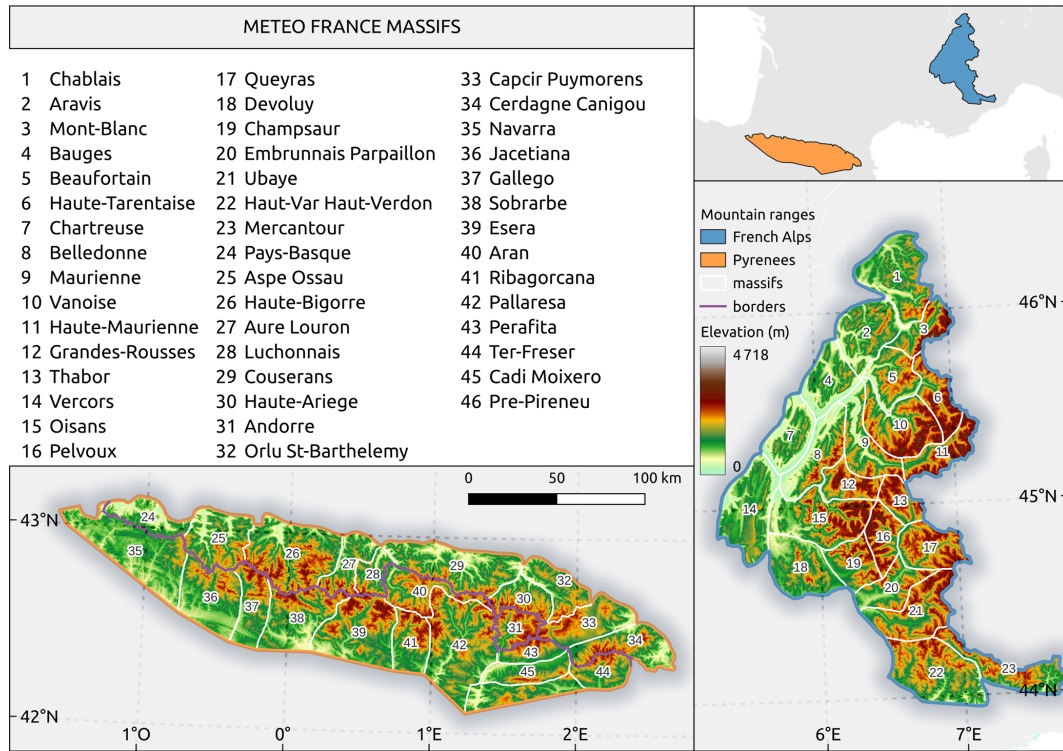 METEO FRANCE MASSIFS
1 Chablais
2 Aravis
3 Mont-Blanc
4 Bauges
5 Beaufortain
6 Haute-Tarentaise
7 Chartreuse
8 Belledonne
9 Maurienne
10 Vanoise
11 Haute-Maurienne
12 Grandes-Rousses
13 Thabor
14 Vercors
15 Oisans
16 Pelvoux
17 Queyras
18 Devoluy
19 Champsaur
20 Embrunnais Parpaillon
21 Ubaye
22 Haut-Var Haut-Verdon
23 Mercantour
24 Pays-Basque
25 Aspe Ossau
26 Haute-Bigorre
27 Aure Louron
28 Luchonnais
29 Couserans
30 Haute-Ariege
31 Andorre
32 Orlu St-Barthelemy
33 Capcir Puymorens
34 Cerdagne Canigou
35 Navarra
36 Jacetiana
37 Gallego
38 Sobrarbe
39 Esera
40 Aran
41 Ribagorcana
42 Pallaresa
43 Perafita
44 Ter-Freser
45 Cadi Moixero
46 Pre-Pireneu
Mountain ranges
French Alps
Pyrenees
massifs
borders
Elevation (m)
4 718
0
1
2
3
4
5
6
7
8
9
10
11
12
13
14
15
16
17
18
19
20
21
22
23
46°N
45°N
44°N
6°E
7°E
0 50 100 km
24
25
26
27
28
29
30
31
32
33
34
35
36
37
38
39
40
41
42
43
44
45
43°N
42°N
1°O
0°
1°E
2°E